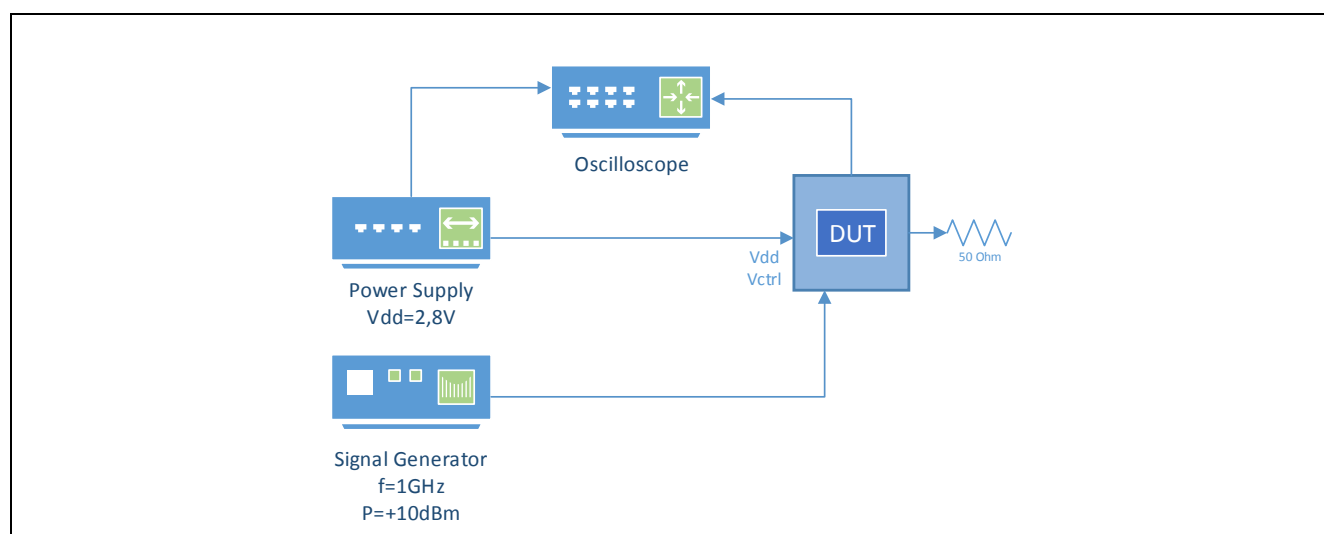 Oscilloscope
DUT
50 Ohm
Vdd
Vctrl
Power Supply
Vdd=2,8V
Signal Generator
f=1GHz
P=+10dBm